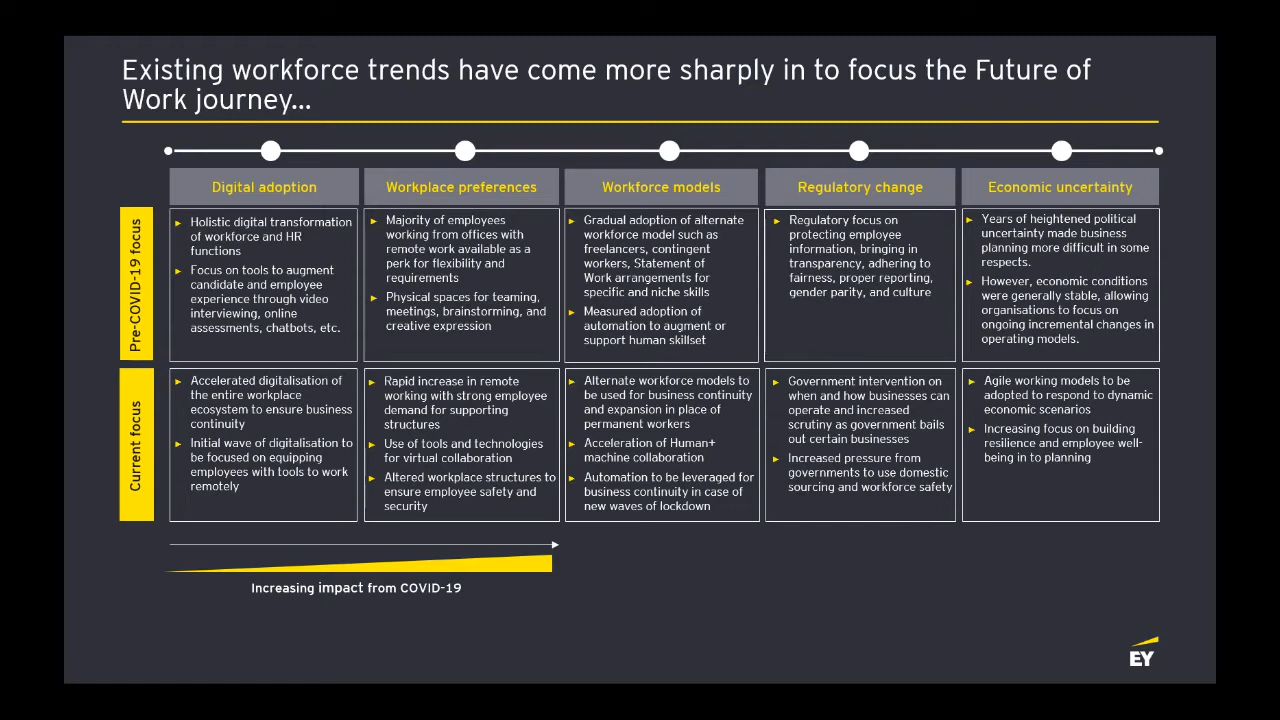 Existing workforce trends have come more sharply in to focus the Future of
Work journey...
Digital adoption
Workplace preferences
Workforce models
Regulatory change
Economic uncertainty
Pre-COVID-19 focus
► Holistic digital transformation
of workforce and HR
functions
► Focus on tools to augment
candidate and employee
experience through video
interviewing, online
assessments, chatbots, etc.
► Majority of employees
working from offices with
remote work available as a
perk for flexibility and
requirements
► Physical spaces for teaming,
meetings, brainstorming, and
creative expression
► Gradual adoption of alternate
workforce model such as
freelancers, contingent
workers, Statement of
Work arrangements for
specific and niche skills
► Measured adoption of
automation to augment or
support human skillset
► Regulatory focus on
protecting employee
information, bringing in
transparency, adhering to
fairness, proper reporting,
gender parity, and culture
► Years of heightened political
uncertainty made business
planning more difficult in some
respects.
► However, economic conditions
were generally stable, allowing
organisations to focus on
ongoing incremental changes in
operating models.
Current focus
► Accelerated digitalisation of
the entire workplace
ecosystem to ensure business
continuity
► Initial wave of digitalisation to
be focused on equipping
employees with tools to work
remotely
► Rapid increase in remote
working with strong employee
demand for supporting
structures
► Use of tools and technologies
for virtual collaboration
► Altered workplace structures to
ensure employee safety and
security
► Alternate workforce models to
be used for business continuity
and expansion in place of
permanent workers
► Acceleration of Human+
machine collaboration
► Automation to be leveraged for
business continuity in case of
new waves of lockdown
► Government intervention on
when and how businesses can
operate and increased
scrutiny as government bails
out certain businesses
► Increased pressure from
governments to use domestic
sourcing and workforce safety
► Agile working models to be
adopted to respond to dynamic
economic scenarios
► Increasing focus on building
resilience and employee well-
being in to planning
Increasing impact from COVID-19
EY